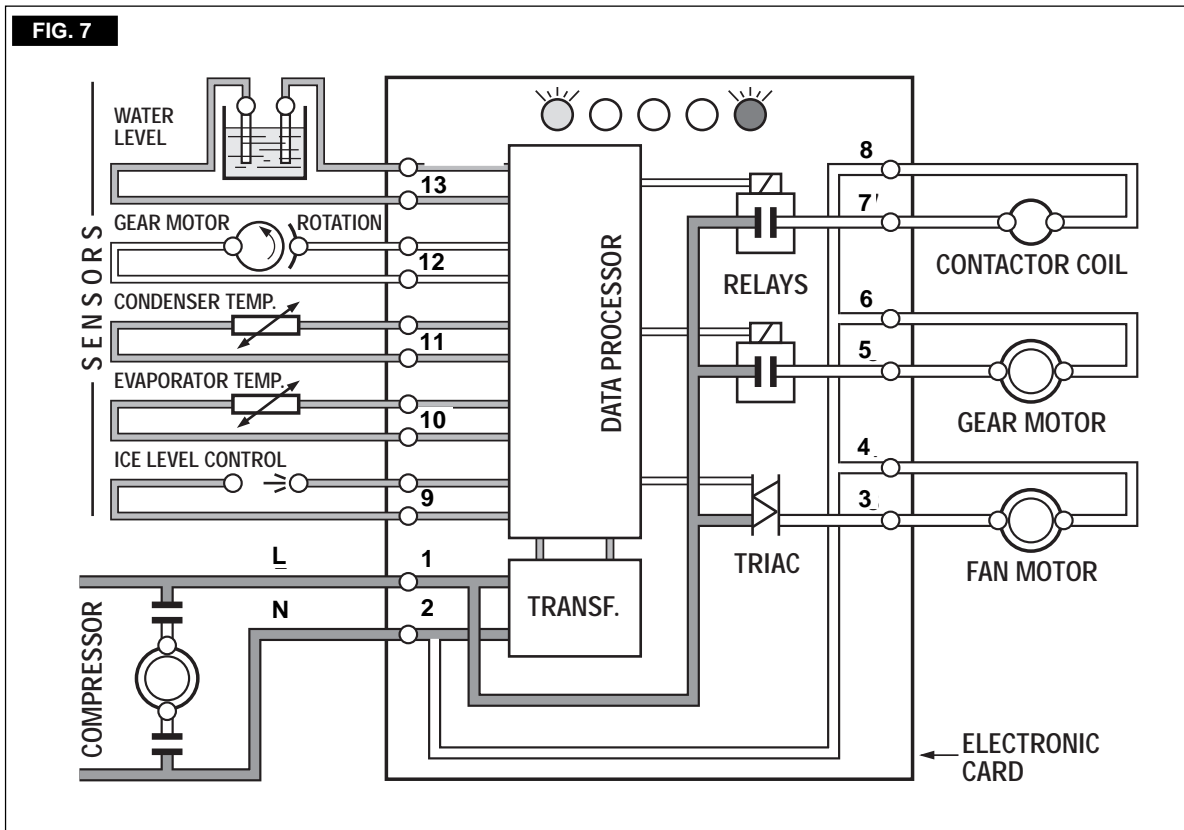 FIG. 7
WATER
LEVEL
13
GEAR MOTOR ROTATION
12
CONDENSER TEMP.
11
EVAPORATOR TEMP.
10
ICE LEVEL CONTROL
9
SENSORS
L
1
N
2
COMPRESSOR
DATA PROCESSOR
TRANSF.
RELAYS
TRIAC
8
7
CONTACTOR COIL
6
5
GEAR MOTOR
4
3
FAN MOTOR
ELECTRONIC
CARD